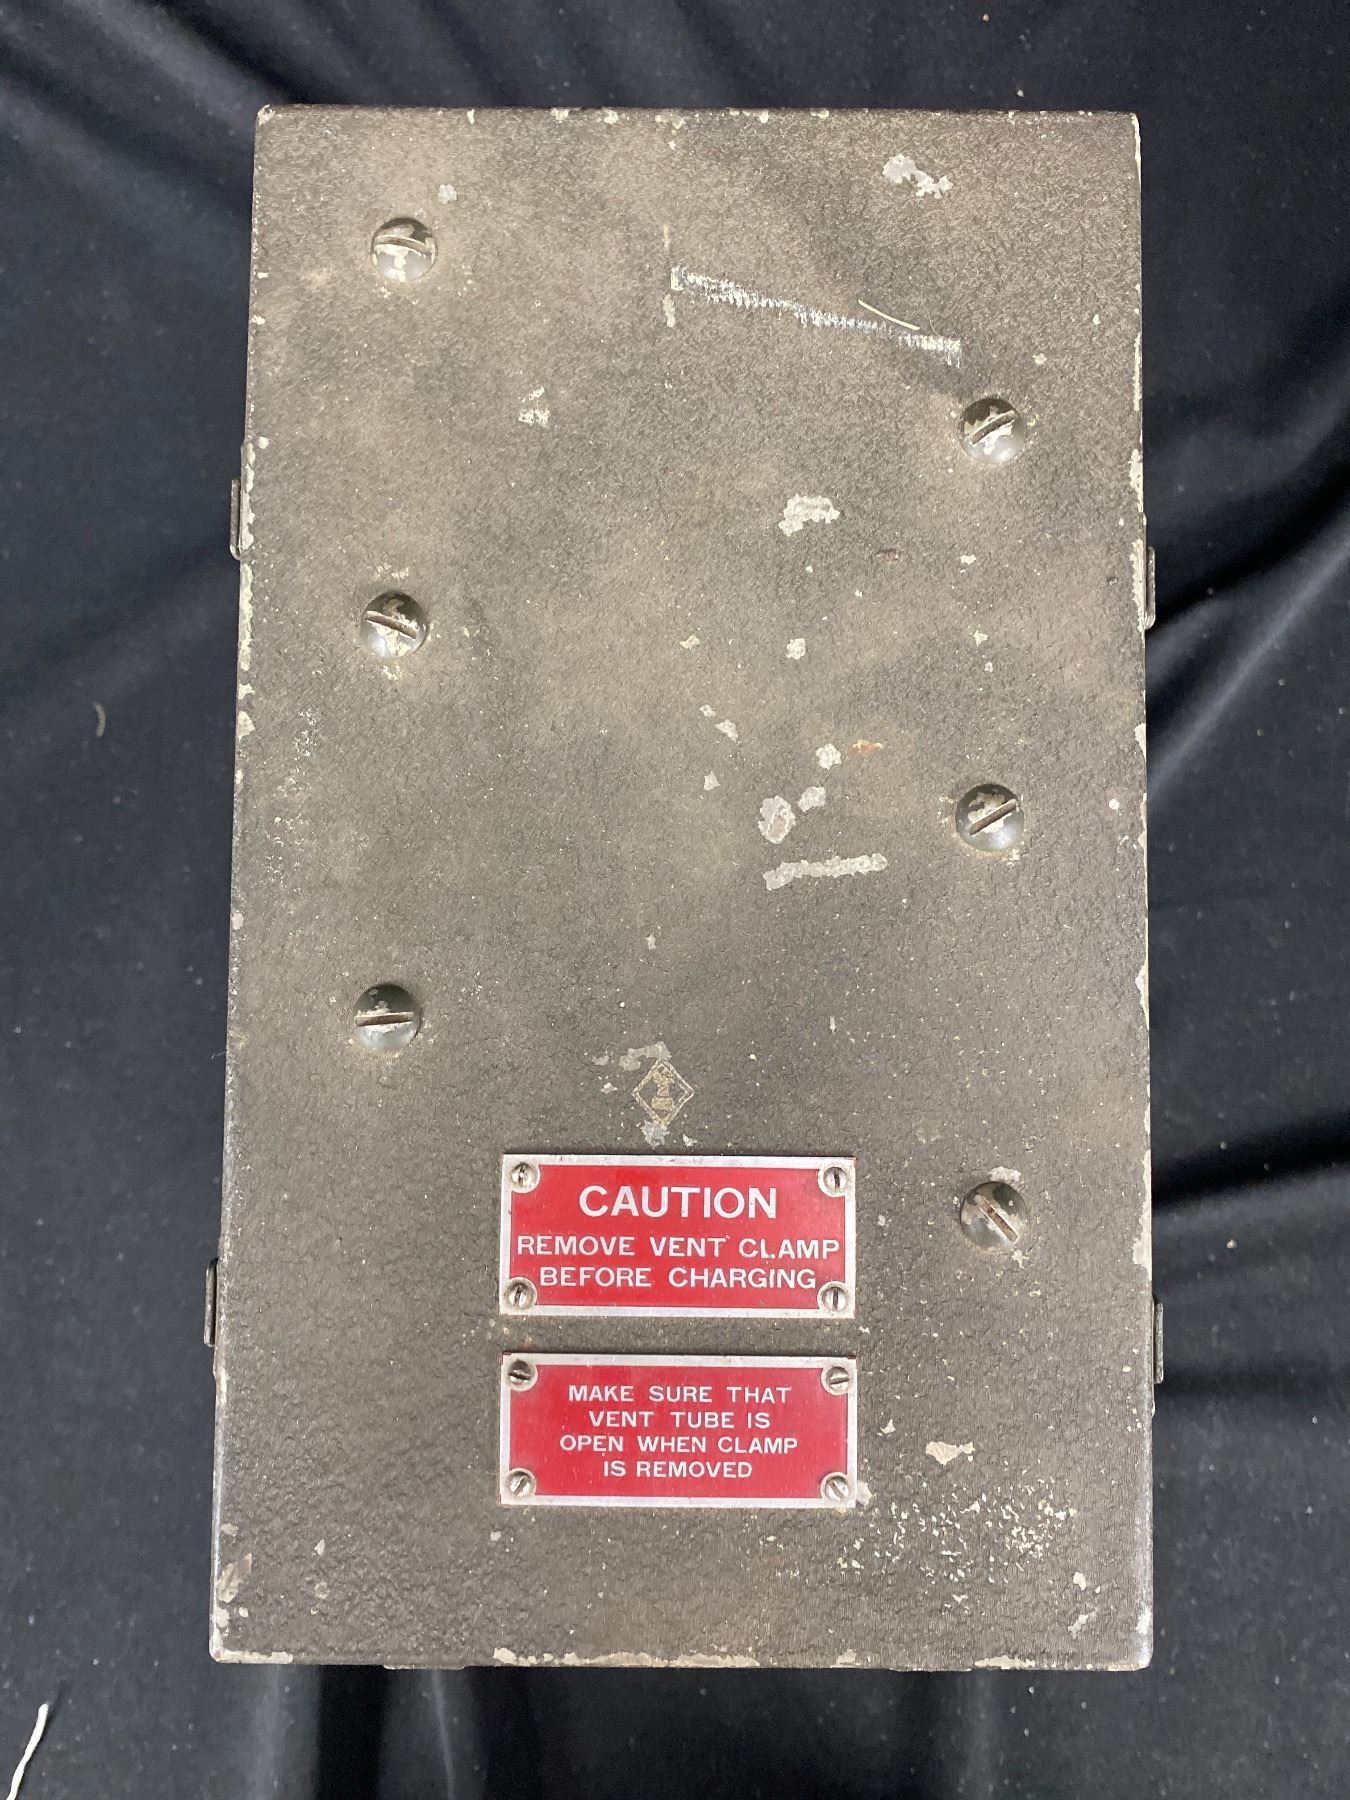 CAUTION
REMOVE VENT CLAMP
BEFORE CHARGING
MAKE SURE THAT
VENT TUBE IS
OPEN WHEN CLAMP
IS REMOVED